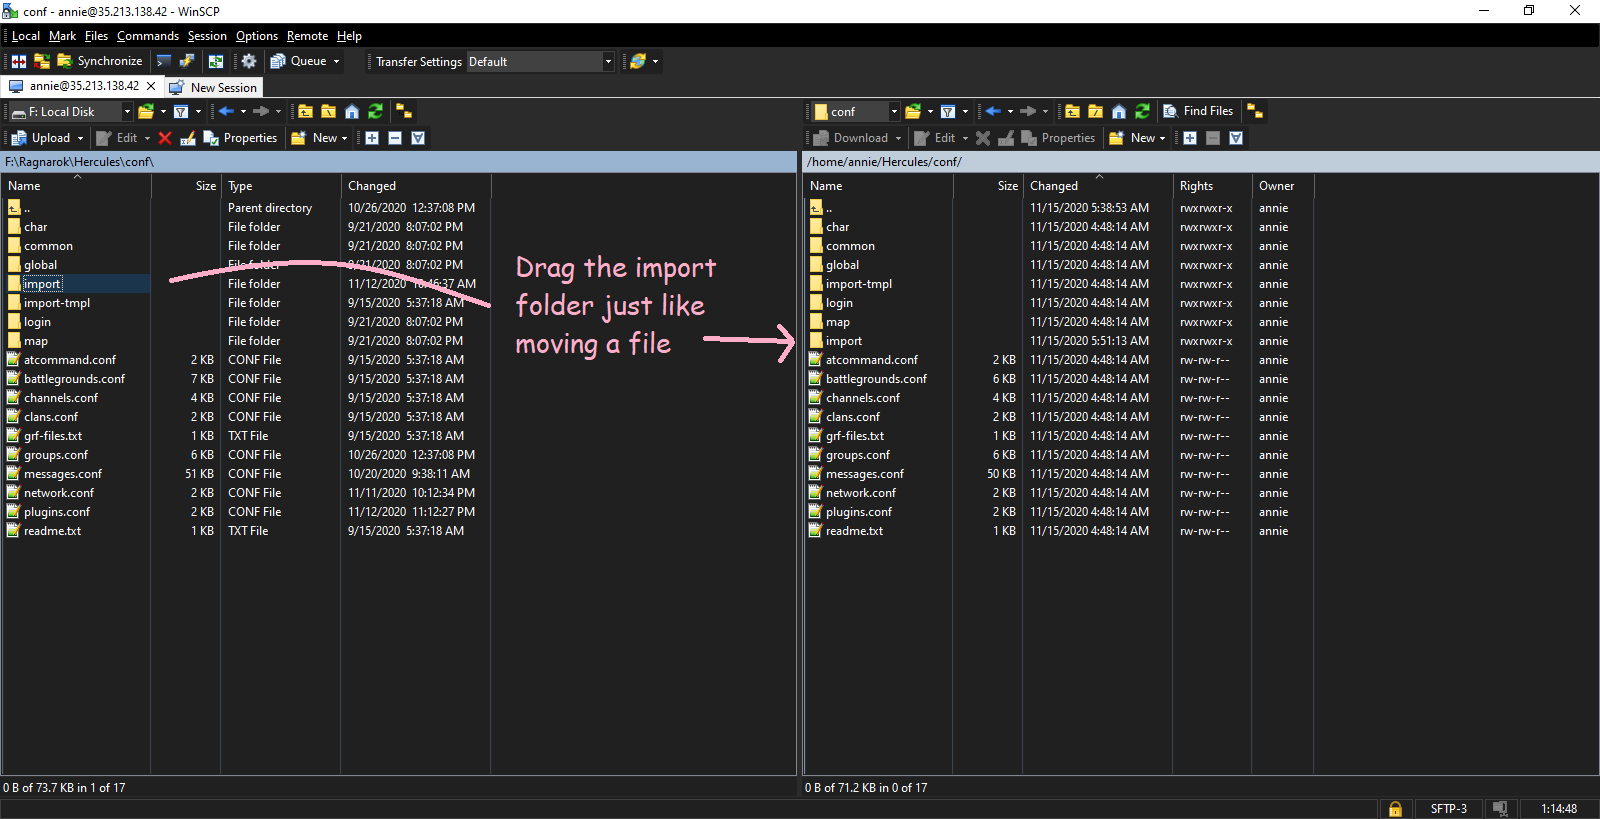 conf - annie@35.213.138.42 - WinSCP
Local Mark Files Commands Session Options Remote Help
Synchronize Queue Transfer Settings Default
annie@35.213.138.42 New Session
F: Local Disk
Upload Edit Properties New
F:\Ragnarok\Hercules\conf\
Name Size Type Changed
.. Parent directory 10/26/2020 12:37:08 PM
char File folder 9/21/2020 8:07:02 PM
common File folder 9/21/2020 8:07:02 PM
global File folder 9/21/2020 8:07:02 PM
import File folder 11/12/2020 10:46:37 AM
import-tmpl File folder 9/15/2020 5:37:18 AM
login File folder 9/21/2020 8:07:02 PM
map File folder 9/21/2020 8:07:02 PM
atcommand.conf 2 KB CONF File 9/15/2020 5:37:18 AM
battlegrounds.conf 7 KB CONF File 9/15/2020 5:37:18 AM
channels.conf 4 KB CONF File 9/15/2020 5:37:18 AM
clans.conf 2 KB CONF File 9/15/2020 5:37:18 AM
grf-files.txt 1 KB TXT File 9/15/2020 5:37:18 AM
groups.conf 6 KB CONF File 10/26/2020 12:37:08 PM
messages.conf 51 KB CONF File 10/20/2020 9:38:11 AM
network.conf 2 KB CONF File 11/11/2020 10:12:34 PM
plugins.conf 2 KB CONF File 11/12/2020 11:12:27 PM
readme.txt 1 KB TXT File 9/15/2020 5:37:18 AM
0 B of 73.7 KB in 1 of 17
Drag the import
folder just like
moving a file
conf Find Files
Download Edit Properties New
/home/annie/Hercules/conf/
Name Size Changed Rights Owner
.. 11/15/2020 5:38:53 AM rwxrwxr-x annie
char 11/15/2020 4:48:14 AM rwxrwxr-x annie
common 11/15/2020 4:48:14 AM rwxrwxr-x annie
global 11/15/2020 4:48:14 AM rwxrwxr-x annie
import-tmpl 11/15/2020 4:48:14 AM rwxrwxr-x annie
login 11/15/2020 4:48:14 AM rwxrwxr-x annie
map 11/15/2020 4:48:14 AM rwxrwxr-x annie
import 11/15/2020 5:51:13 AM rwxrwxr-x annie
atcommand.conf 2 KB 11/15/2020 4:48:14 AM rw-rw-r-- annie
battlegrounds.conf 6 KB 11/15/2020 4:48:14 AM rw-rw-r-- annie
channels.conf 4 KB 11/15/2020 4:48:14 AM rw-rw-r-- annie
clans.conf 2 KB 11/15/2020 4:48:14 AM rw-rw-r-- annie
grf-files.txt 1 KB 11/15/2020 4:48:14 AM rw-rw-r-- annie
groups.conf 6 KB 11/15/2020 4:48:14 AM rw-rw-r-- annie
messages.conf 50 KB 11/15/2020 4:48:14 AM rw-rw-r-- annie
network.conf 2 KB 11/15/2020 4:48:14 AM rw-rw-r-- annie
plugins.conf 2 KB 11/15/2020 4:48:14 AM rw-rw-r-- annie
readme.txt 1 KB 11/15/2020 4:48:14 AM rw-rw-r-- annie
0 B of 71.2 KB in 0 of 17
SFTP-3 1:14:48